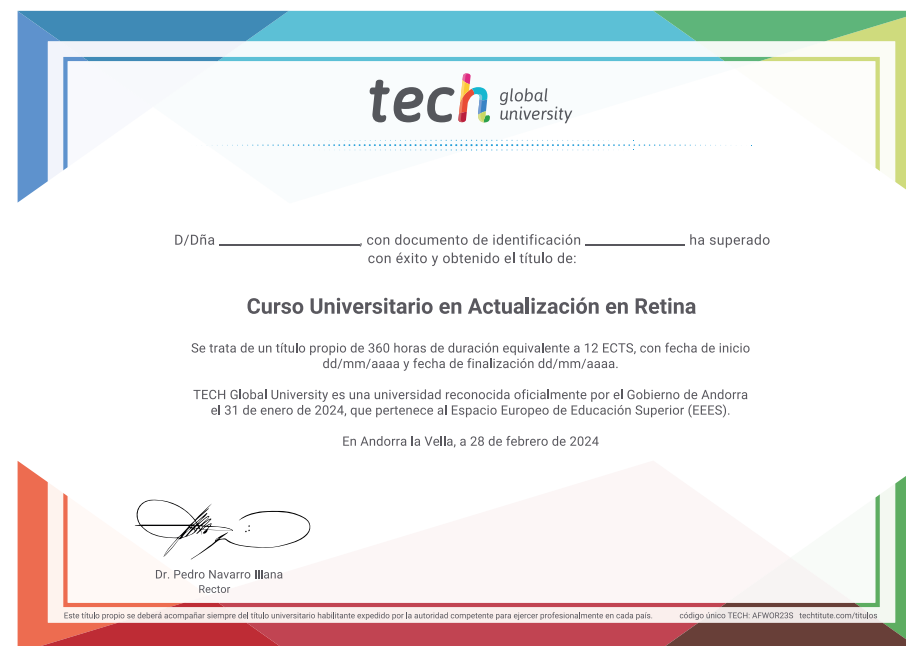 tech global university
D/Dña ____________________, con documento de identificación ______________ ha superado
con éxito y obtenido el título de:
Curso Universitario en Actualización en Retina
Se trata de un título propio de 360 horas de duración equivalente a 12 ECTS, con fecha de inicio
dd/mm/aaaa y fecha de finalización dd/mm/aaaa.
TECH Global University es una universidad reconocida oficialmente por el Gobierno de Andorra
el 31 de enero de 2024, que pertenece al Espacio Europeo de Educación Superior (EEES).
En Andorra la Vella, a 28 de febrero de 2024
Dr. Pedro Navarro Illana
Rector
Este título propio se deberá acompañar siempre del título universitario habilitante expedido por la autoridad competente para ejercer profesionalmente en cada país. código único TECH: AFWOR23S techtitute.com/titulos